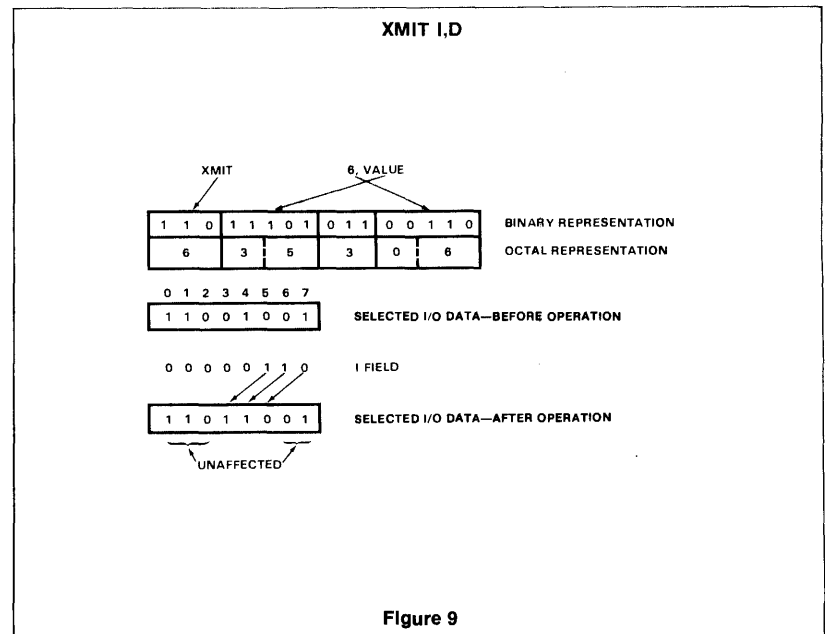 XMIT I,D
XMIT 6, VALUE
1 1 0 1 1 1 0 1 0 1 1 0 0 1 1 0 BINARY REPRESENTATION
6 3 5 3 0 6 OCTAL REPRESENTATION
0 1 2 3 4 5 6 7
1 1 0 0 1 0 0 1 SELECTED I/O DATA—BEFORE OPERATION
0 0 0 0 0 1 1 0 I FIELD
1 1 0 1 1 0 0 1 SELECTED I/O DATA—AFTER OPERATION
UNAFFECTED
Figure 9